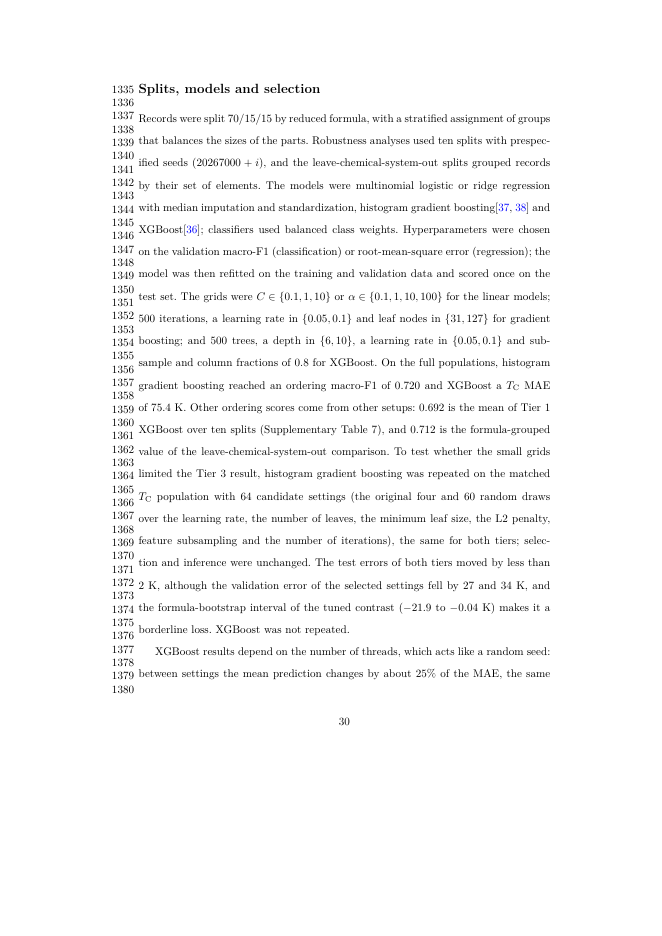 1335 Splits, models and selection
1336
1337 Records were split 70/15/15 by reduced formula, with a stratified assignment of groups
1338
1339 that balances the sizes of the parts. Robustness analyses used ten splits with prespec-
1340
1341 ified seeds (20267000 + i), and the leave-chemical-system-out splits grouped records
1342 by their set of elements. The models were multinomial logistic or ridge regression
1343
1344 with median imputation and standardization, histogram gradient boosting[37, 38] and
1345
1346 XGBoost[36]; classifiers used balanced class weights. Hyperparameters were chosen
1347 on the validation macro-F1 (classification) or root-mean-square error (regression); the
1348
1349 model was then refitted on the training and validation data and scored once on the
1350
1351 test set. The grids were C ∈ {0.1, 1, 10} or α ∈ {0.1, 1, 10, 100} for the linear models;
1352 500 iterations, a learning rate in {0.05, 0.1} and leaf nodes in {31, 127} for gradient
1353
1354 boosting; and 500 trees, a depth in {6, 10}, a learning rate in {0.05, 0.1} and sub-
1355
1356 sample and column fractions of 0.8 for XGBoost. On the full populations, histogram
1357 gradient boosting reached an ordering macro-F1 of 0.720 and XGBoost a T_C MAE
1358
1359 of 75.4 K. Other ordering scores come from other setups: 0.692 is the mean of Tier 1
1360
1361 XGBoost over ten splits (Supplementary Table 7), and 0.712 is the formula-grouped
1362 value of the leave-chemical-system-out comparison. To test whether the small grids
1363
1364 limited the Tier 3 result, histogram gradient boosting was repeated on the matched
1365
1366 T_C population with 64 candidate settings (the original four and 60 random draws
1367 over the learning rate, the number of leaves, the minimum leaf size, the L2 penalty,
1368
1369 feature subsampling and the number of iterations), the same for both tiers; selec-
1370
1371 tion and inference were unchanged. The test errors of both tiers moved by less than
1372 2 K, although the validation error of the selected settings fell by 27 and 34 K, and
1373
1374 the formula-bootstrap interval of the tuned contrast (−21.9 to −0.04 K) makes it a
1375
1376 borderline loss. XGBoost was not repeated.
1377 XGBoost results depend on the number of threads, which acts like a random seed:
1378
1379 between settings the mean prediction changes by about 25% of the MAE, the same
1380
30